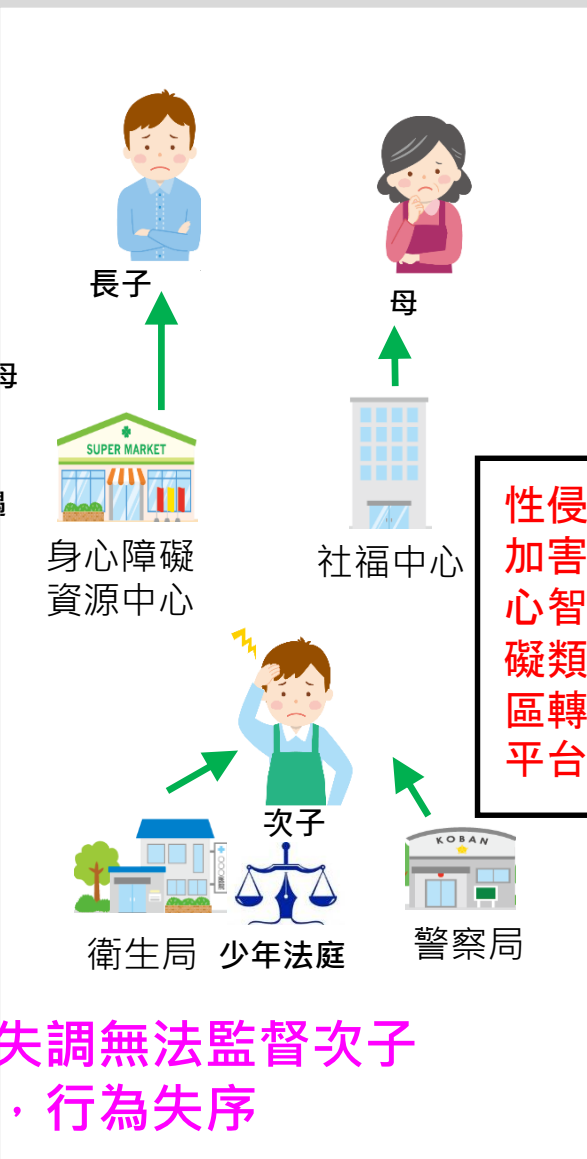 長子
母
母
SUPER MARKET
身心障礙
資源中心
社福中心
性侵
加害
心智
礙類
區轉
平台
次子
KOBAN
衛生局
少年法庭
警察局
失調無法監督次子
，行為失序